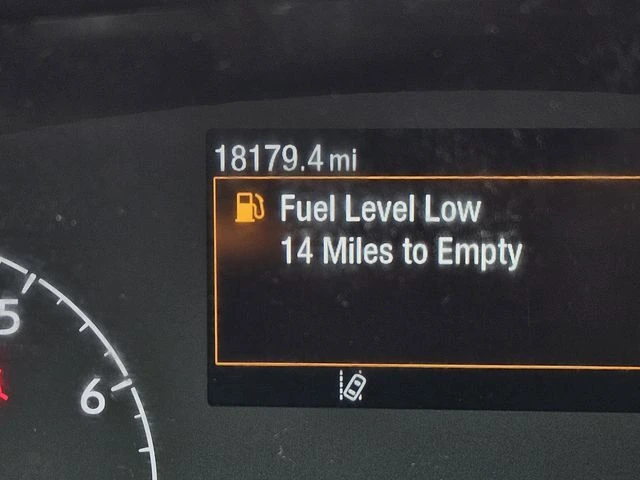 18179.4 mi
Fuel Level Low
14 Miles to Empty
5
6